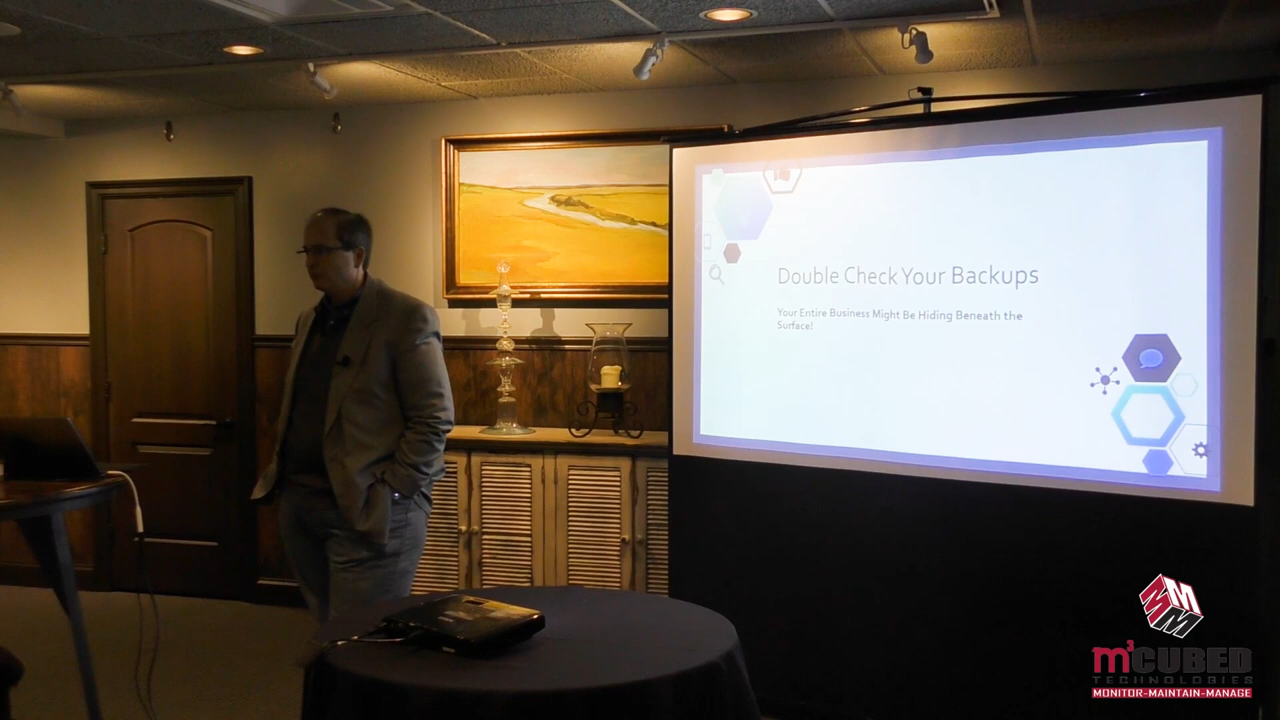 Double Check Your Backups
Your Entire Business Might Be Hiding Beneath the
Surface!
M M M
m³CUBED
TECHNOLOGIES
MONITOR-MAINTAIN-MANAGE